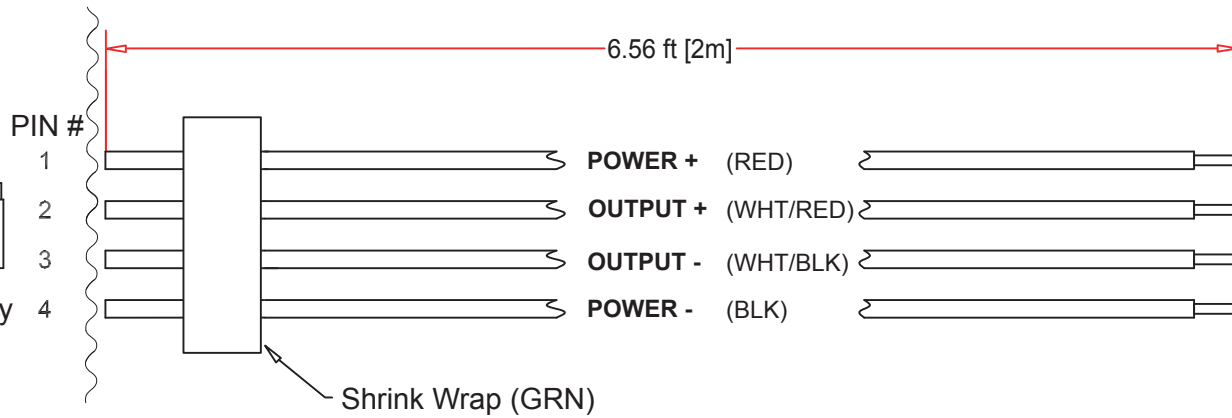 6.56 ft [2m]
PIN #
1 POWER + (RED)
2 OUTPUT + (WHT/RED)
3 OUTPUT - (WHT/BLK)
y 4 POWER - (BLK)
Shrink Wrap (GRN)